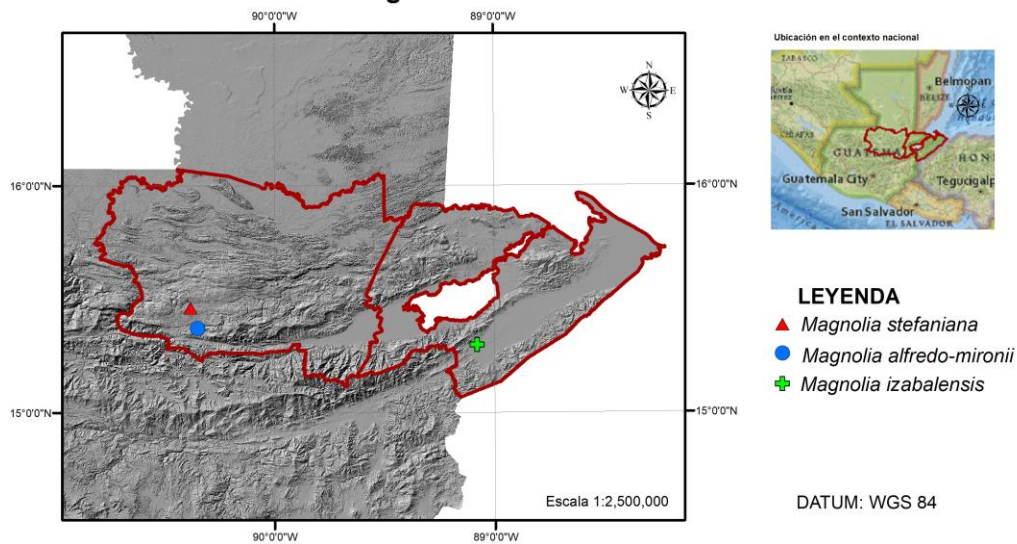 90°0'0"W 89°0'0"W
Ubicación en el contexto nacional
TABASCO
Belmopan
BELIZE
CHIAPAS
GUATEMALA
HON
Guatemala City
Tegucigalp
San Salvador
EL SALVADOR
America
N
W E
S
16°0'0"N 16°0'0"N
LEYENDA
Magnolia stefaniana
Magnolia alfredo-mironii
Magnolia izabalensis
15°0'0"N 15°0'0"N
Escala 1:2,500,000
DATUM: WGS 84
90°0'0"W 89°0'0"W